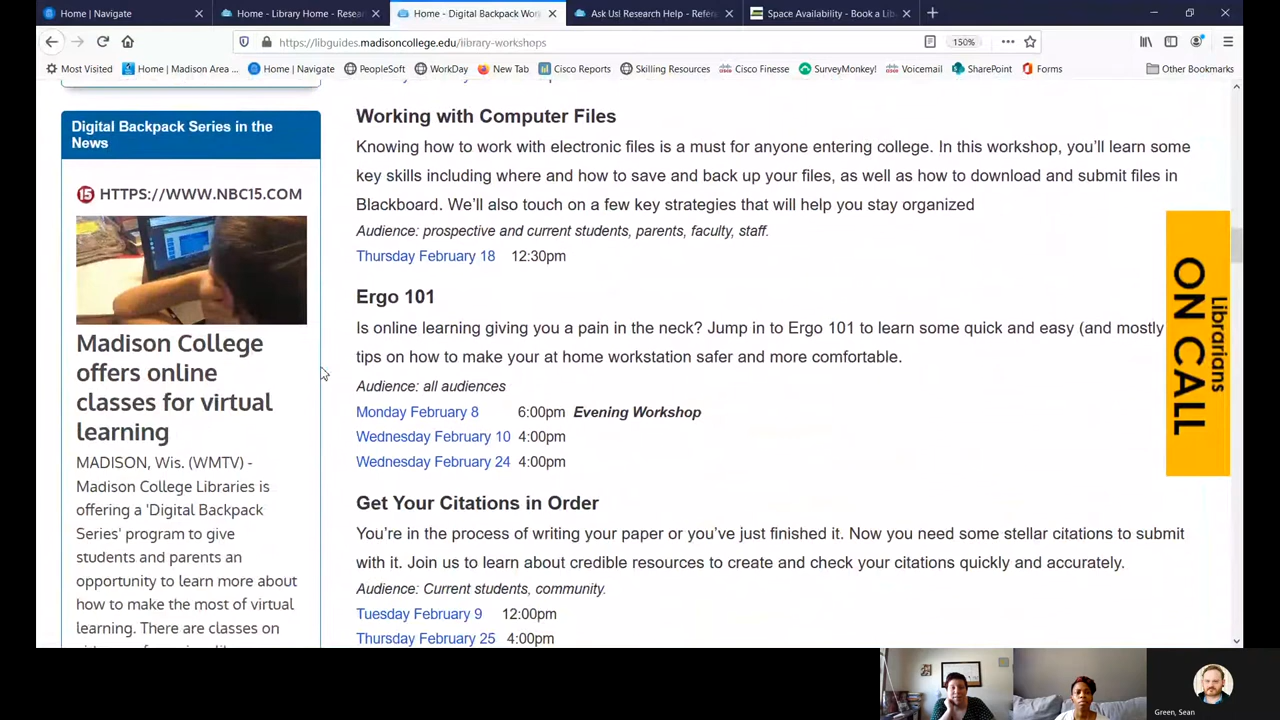 Home | Navigate
Home - Library Home - Resea
Home - Digital Backpack Wor
Ask Us! Research Help - Refere
Space Availability - Book a Lib
https://libguides.madisoncollege.edu/library-workshops
150%
Most Visited
Home | Madison Area ...
Home | Navigate
PeopleSoft
WorkDay
New Tab
Cisco Reports
Skilling Resources
Cisco Finesse
SurveyMonkey!
Voicemail
SharePoint
Forms
Other Bookmarks
Digital Backpack Series in the
News
15 HTTPS://WWW.NBC15.COM
Madison College
offers online
classes for virtual
learning
MADISON, Wis. (WMTV) -
Madison College Libraries is
offering a 'Digital Backpack
Series' program to give
students and parents an
opportunity to learn more about
how to make the most of virtual
learning. There are classes on
Working with Computer Files
Knowing how to work with electronic files is a must for anyone entering college. In this workshop, you'll learn some
key skills including where and how to save and back up your files, as well as how to download and submit files in
Blackboard. We'll also touch on a few key strategies that will help you stay organized
Audience: prospective and current students, parents, faculty, staff.
Thursday February 18 12:30pm
Ergo 101
Is online learning giving you a pain in the neck? Jump in to Ergo 101 to learn some quick and easy (and mostly
tips on how to make your at home workstation safer and more comfortable.
Audience: all audiences
Monday February 8 6:00pm Evening Workshop
Wednesday February 10 4:00pm
Wednesday February 24 4:00pm
Get Your Citations in Order
You're in the process of writing your paper or you've just finished it. Now you need some stellar citations to submit
with it. Join us to learn about credible resources to create and check your citations quickly and accurately.
Audience: Current students, community.
Tuesday February 9 12:00pm
Thursday February 25 4:00pm
Librarians
ON CALL
Green, Sean